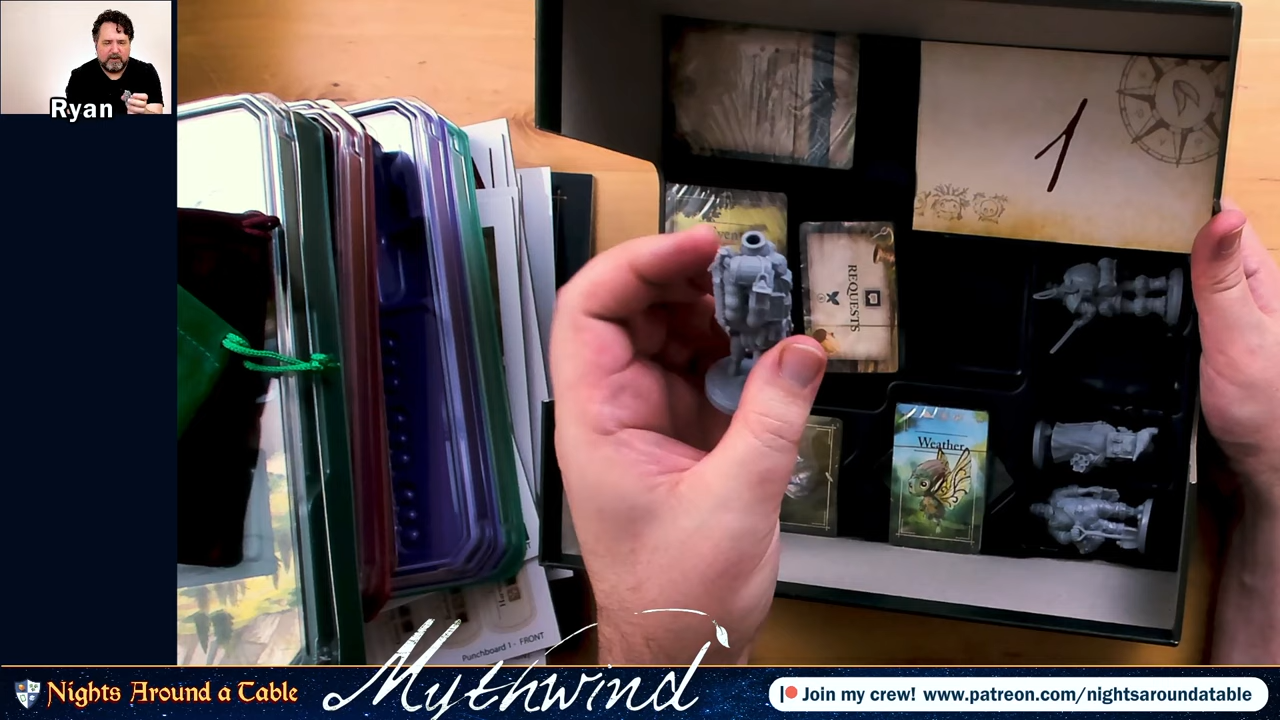 Ryan
1
REQUESTS
Weather
Punchboard 1 - FRONT
Mythwind
Nights Around a Table
Join my crew! www.patreon.com/nightsaroundatable